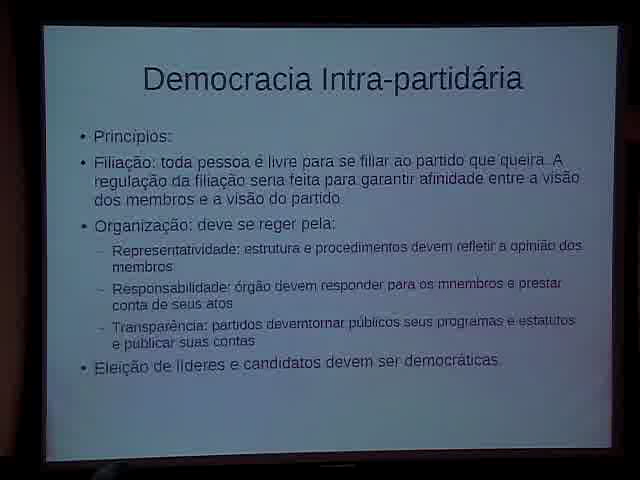 Democracia Intra-partidária
• Princípios:
• Filiação: toda pessoa é livre para se filiar ao partido que queira. A
regulação da filiação seria feita para garantir afinidade entre a visão
dos membros e a visão do partido
• Organização: deve se reger pela:
– Representatividade: estrutura e procedimentos devem refletir a opinião dos
membros
– Responsabilidade: órgão devem responder para os mnembros e prestar
conta de seus atos
– Transparência: partidos devemtornar públicos seus programas e estatutos
e publicar suas contas
• Eleição de líderes e candidatos devem ser democráticas.